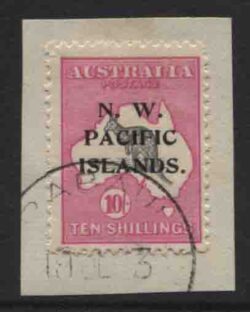 AUSTRALIA
POSTAGE
N. W.
PACIFIC
ISLANDS.
10/-
TEN SHILLINGS